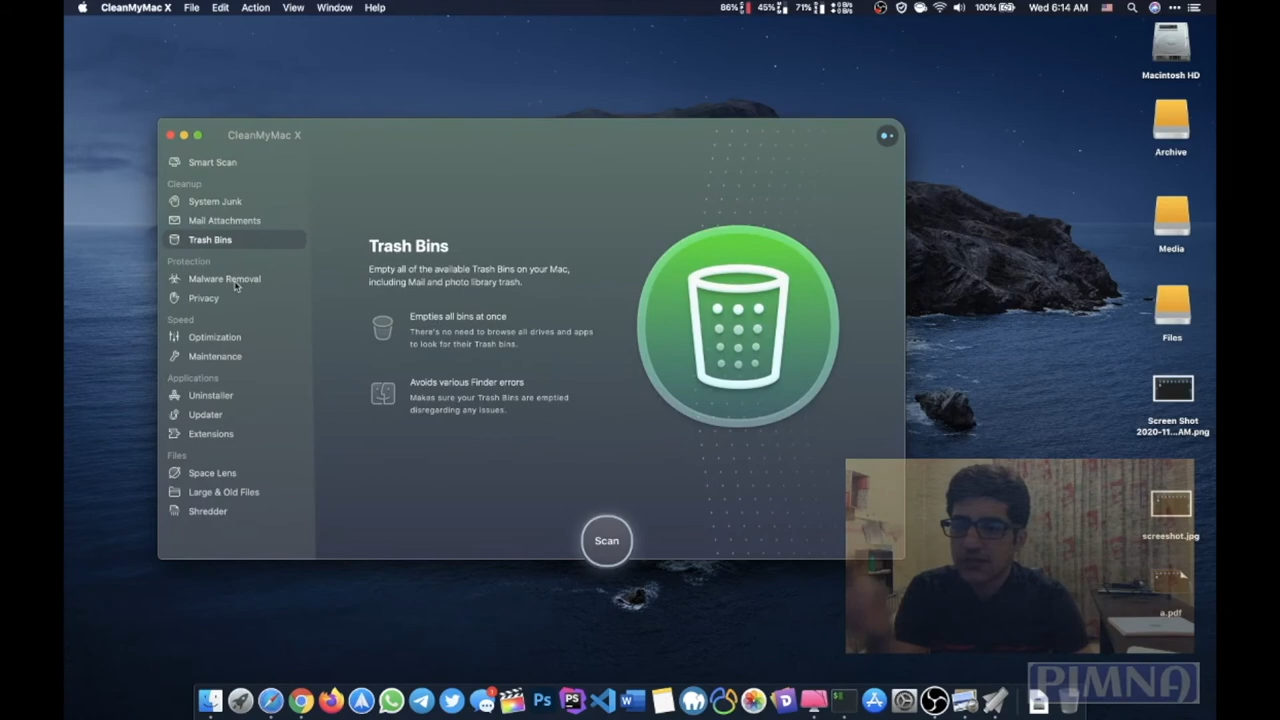 CleanMyMac X File Edit Action View Window Help
86% 45% 71% 100% Wed 6:14 AM
Macintosh HD
Archive
Media
Files
Screen Shot
2020-11...AM.png
screeshot.jpg
a.pdf
CleanMyMac X
Smart Scan
Cleanup
System Junk
Mail Attachments
Trash Bins
Protection
Malware Removal
Privacy
Speed
Optimization
Maintenance
Applications
Uninstaller
Updater
Extensions
Files
Space Lens
Large & Old Files
Shredder
Trash Bins
Empty all of the available Trash Bins on your Mac,
including Mail and photo library trash.
Empties all bins at once
There's no need to browse all drives and apps
to look for their Trash bins.
Avoids various Finder errors
Makes sure your Trash Bins are emptied
disregarding any issues.
Scan
PIMNA
Ps
PS
W